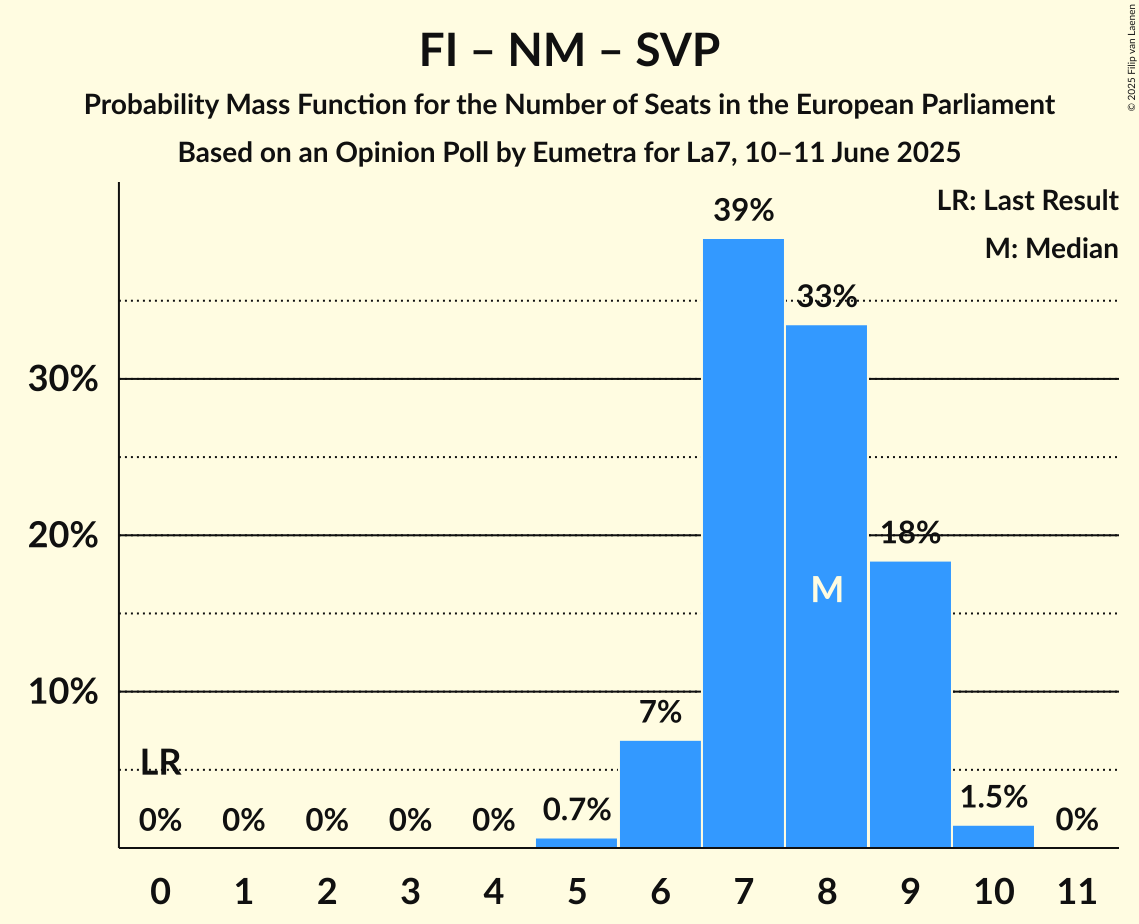 FI – NM – SVP
Probability Mass Function for the Number of Seats in the European Parliament
Based on an Opinion Poll by Eumetra for La7, 10–11 June 2025
© 2025 Filip van Laenen
LR: Last Result
M: Median
39%
33%
30%
20%
18%
M
10%
7%
LR
0% 0% 0% 0% 0% 0.7% 1.5% 0%
0 1 2 3 4 5 6 7 8 9 10 11